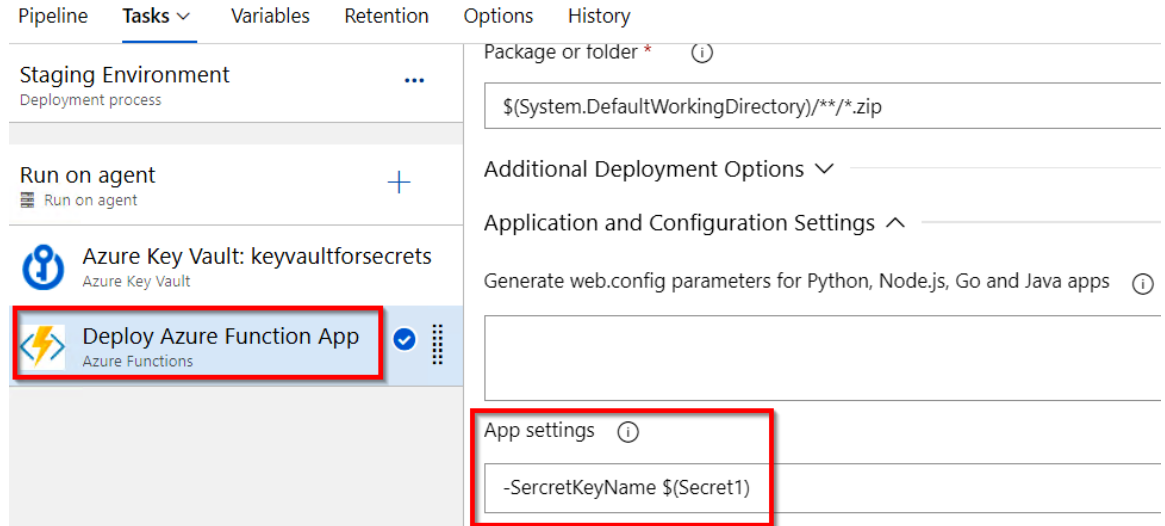 Pipeline Tasks Variables Retention Options History
Staging Environment
Deployment process
Run on agent
Run on agent
Azure Key Vault: keyvaultforsecrets
Azure Key Vault
Deploy Azure Function App
Azure Functions
Package or folder *
$(System.DefaultWorkingDirectory)/**/*.zip
Additional Deployment Options
Application and Configuration Settings
Generate web.config parameters for Python, Node.js, Go and Java apps
App settings
-SercretKeyName $(Secret1)